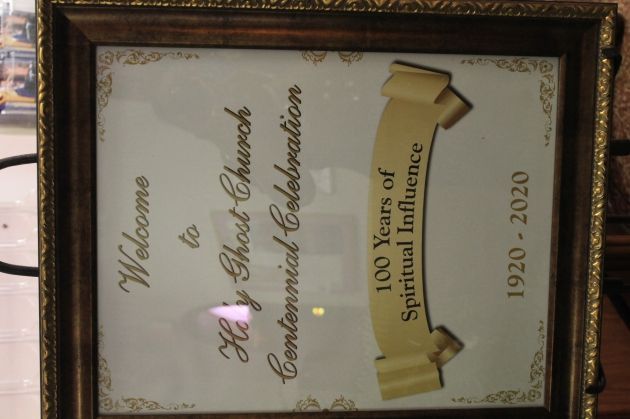 Welcome
to
Holy Ghost Church
Centennial Celebration
100 Years of
Spiritual Influence
1920 - 2020